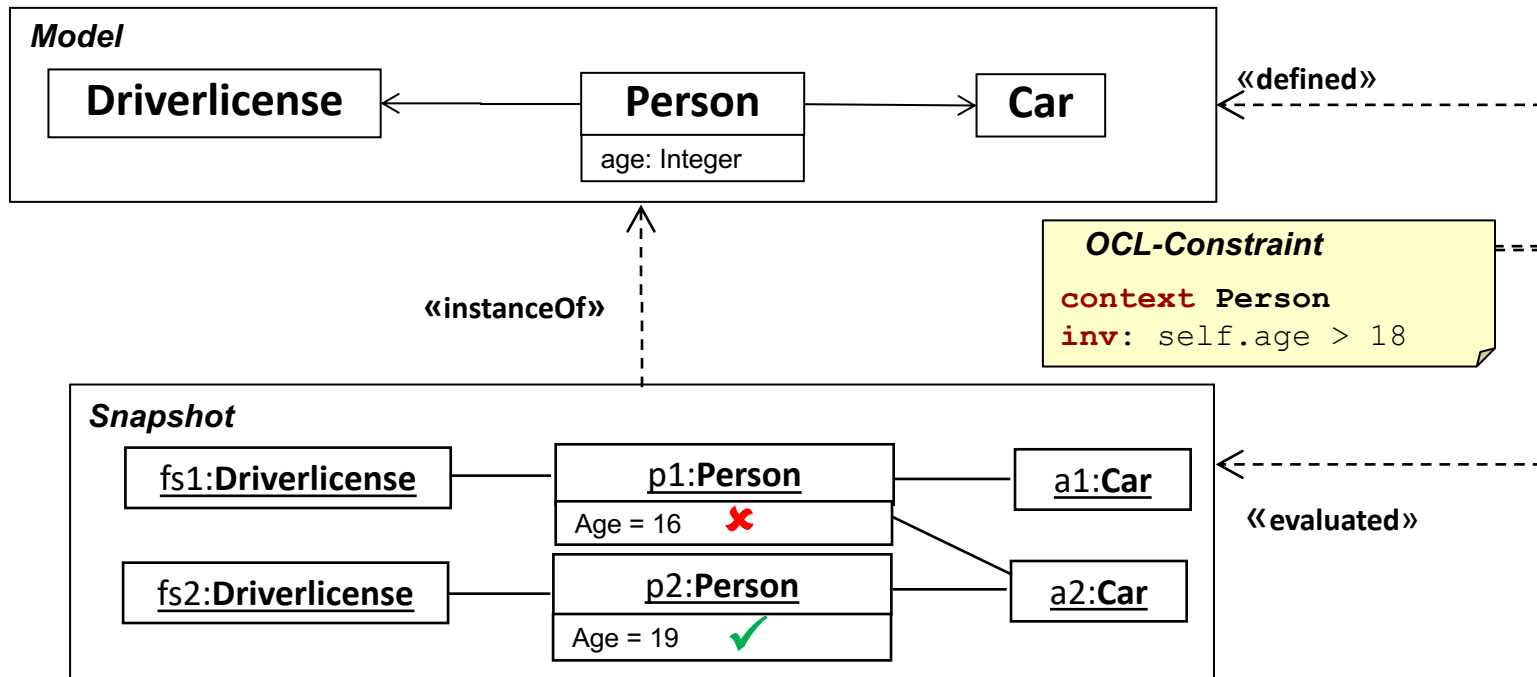 Model
Driverlicense
Person
Car
age: Integer
«defined»
«instanceOf»
OCL-Constraint
context Person
inv: self.age > 18
Snapshot
fs1:Driverlicense
p1:Person
a1:Car
Age = 16
«evaluated»
fs2:Driverlicense
p2:Person
a2:Car
Age = 19